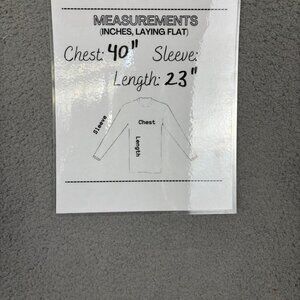 MEASUREMENTS
(INCHES, LAYING FLAT)
Chest: 40" Sleeve:
Length: 23"
Sleeve
Chest
Length